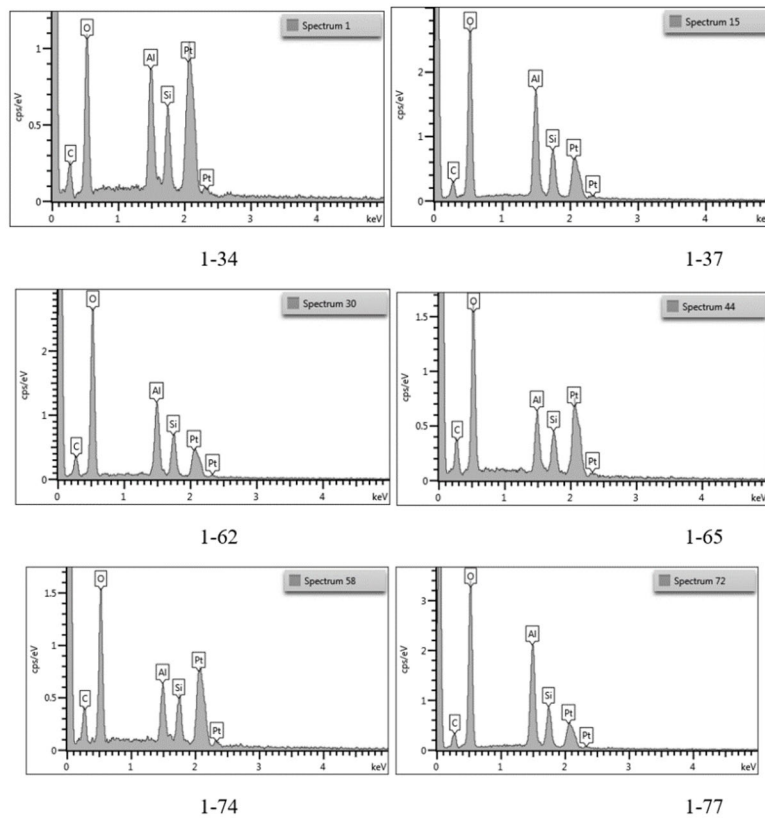 Spectrum 1
cps/eV
1
0.5
0
C
O
Al
Si
Pt
Pt
0
1
2
3
4
keV
1-34
Spectrum 15
cps/eV
2
1
0
C
O
Al
Si
Pt
Pt
0
1
2
3
4
keV
1-37
Spectrum 30
cps/eV
2
1
0
C
O
Al
Si
Pt
Pt
0
1
2
3
4
keV
1-62
Spectrum 44
cps/eV
1.5
1
0.5
0
C
O
Al
Si
Pt
Pt
0
1
2
3
4
keV
1-65
Spectrum 58
cps/eV
1.5
1
0.5
0
C
O
Al
Si
Pt
Pt
0
1
2
3
4
keV
1-74
Spectrum 72
cps/eV
3
2
1
0
C
O
Al
Si
Pt
Pt
0
1
2
3
4
keV
1-77